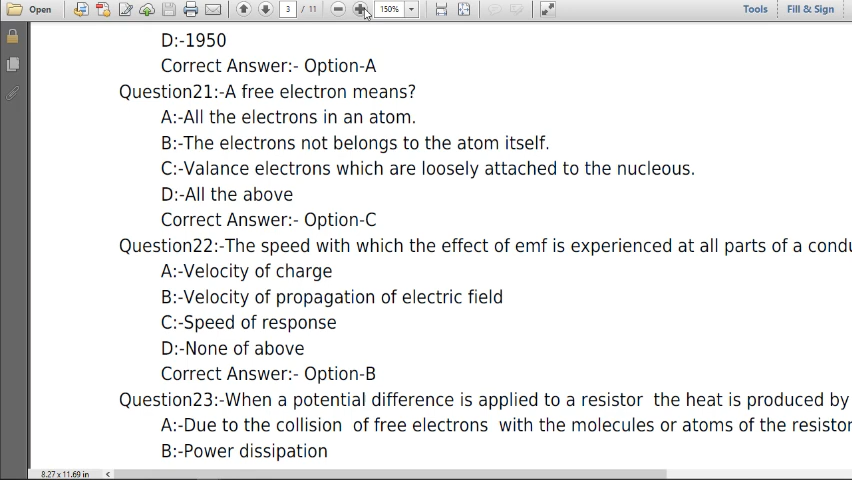 Open
3
/ 11
150%
Tools
Fill & Sign
D:-1950
Correct Answer:- Option-A
Question21:-A free electron means?
A:-All the electrons in an atom.
B:-The electrons not belongs to the atom itself.
C:-Valance electrons which are loosely attached to the nucleous.
D:-All the above
Correct Answer:- Option-C
Question22:-The speed with which the effect of emf is experienced at all parts of a condu
A:-Velocity of charge
B:-Velocity of propagation of electric field
C:-Speed of response
D:-None of above
Correct Answer:- Option-B
Question23:-When a potential difference is applied to a resistor  the heat is produced by
A:-Due to the collision  of free electrons  with the molecules or atoms of the resistor
B:-Power dissipation
8.27 x 11.69 in